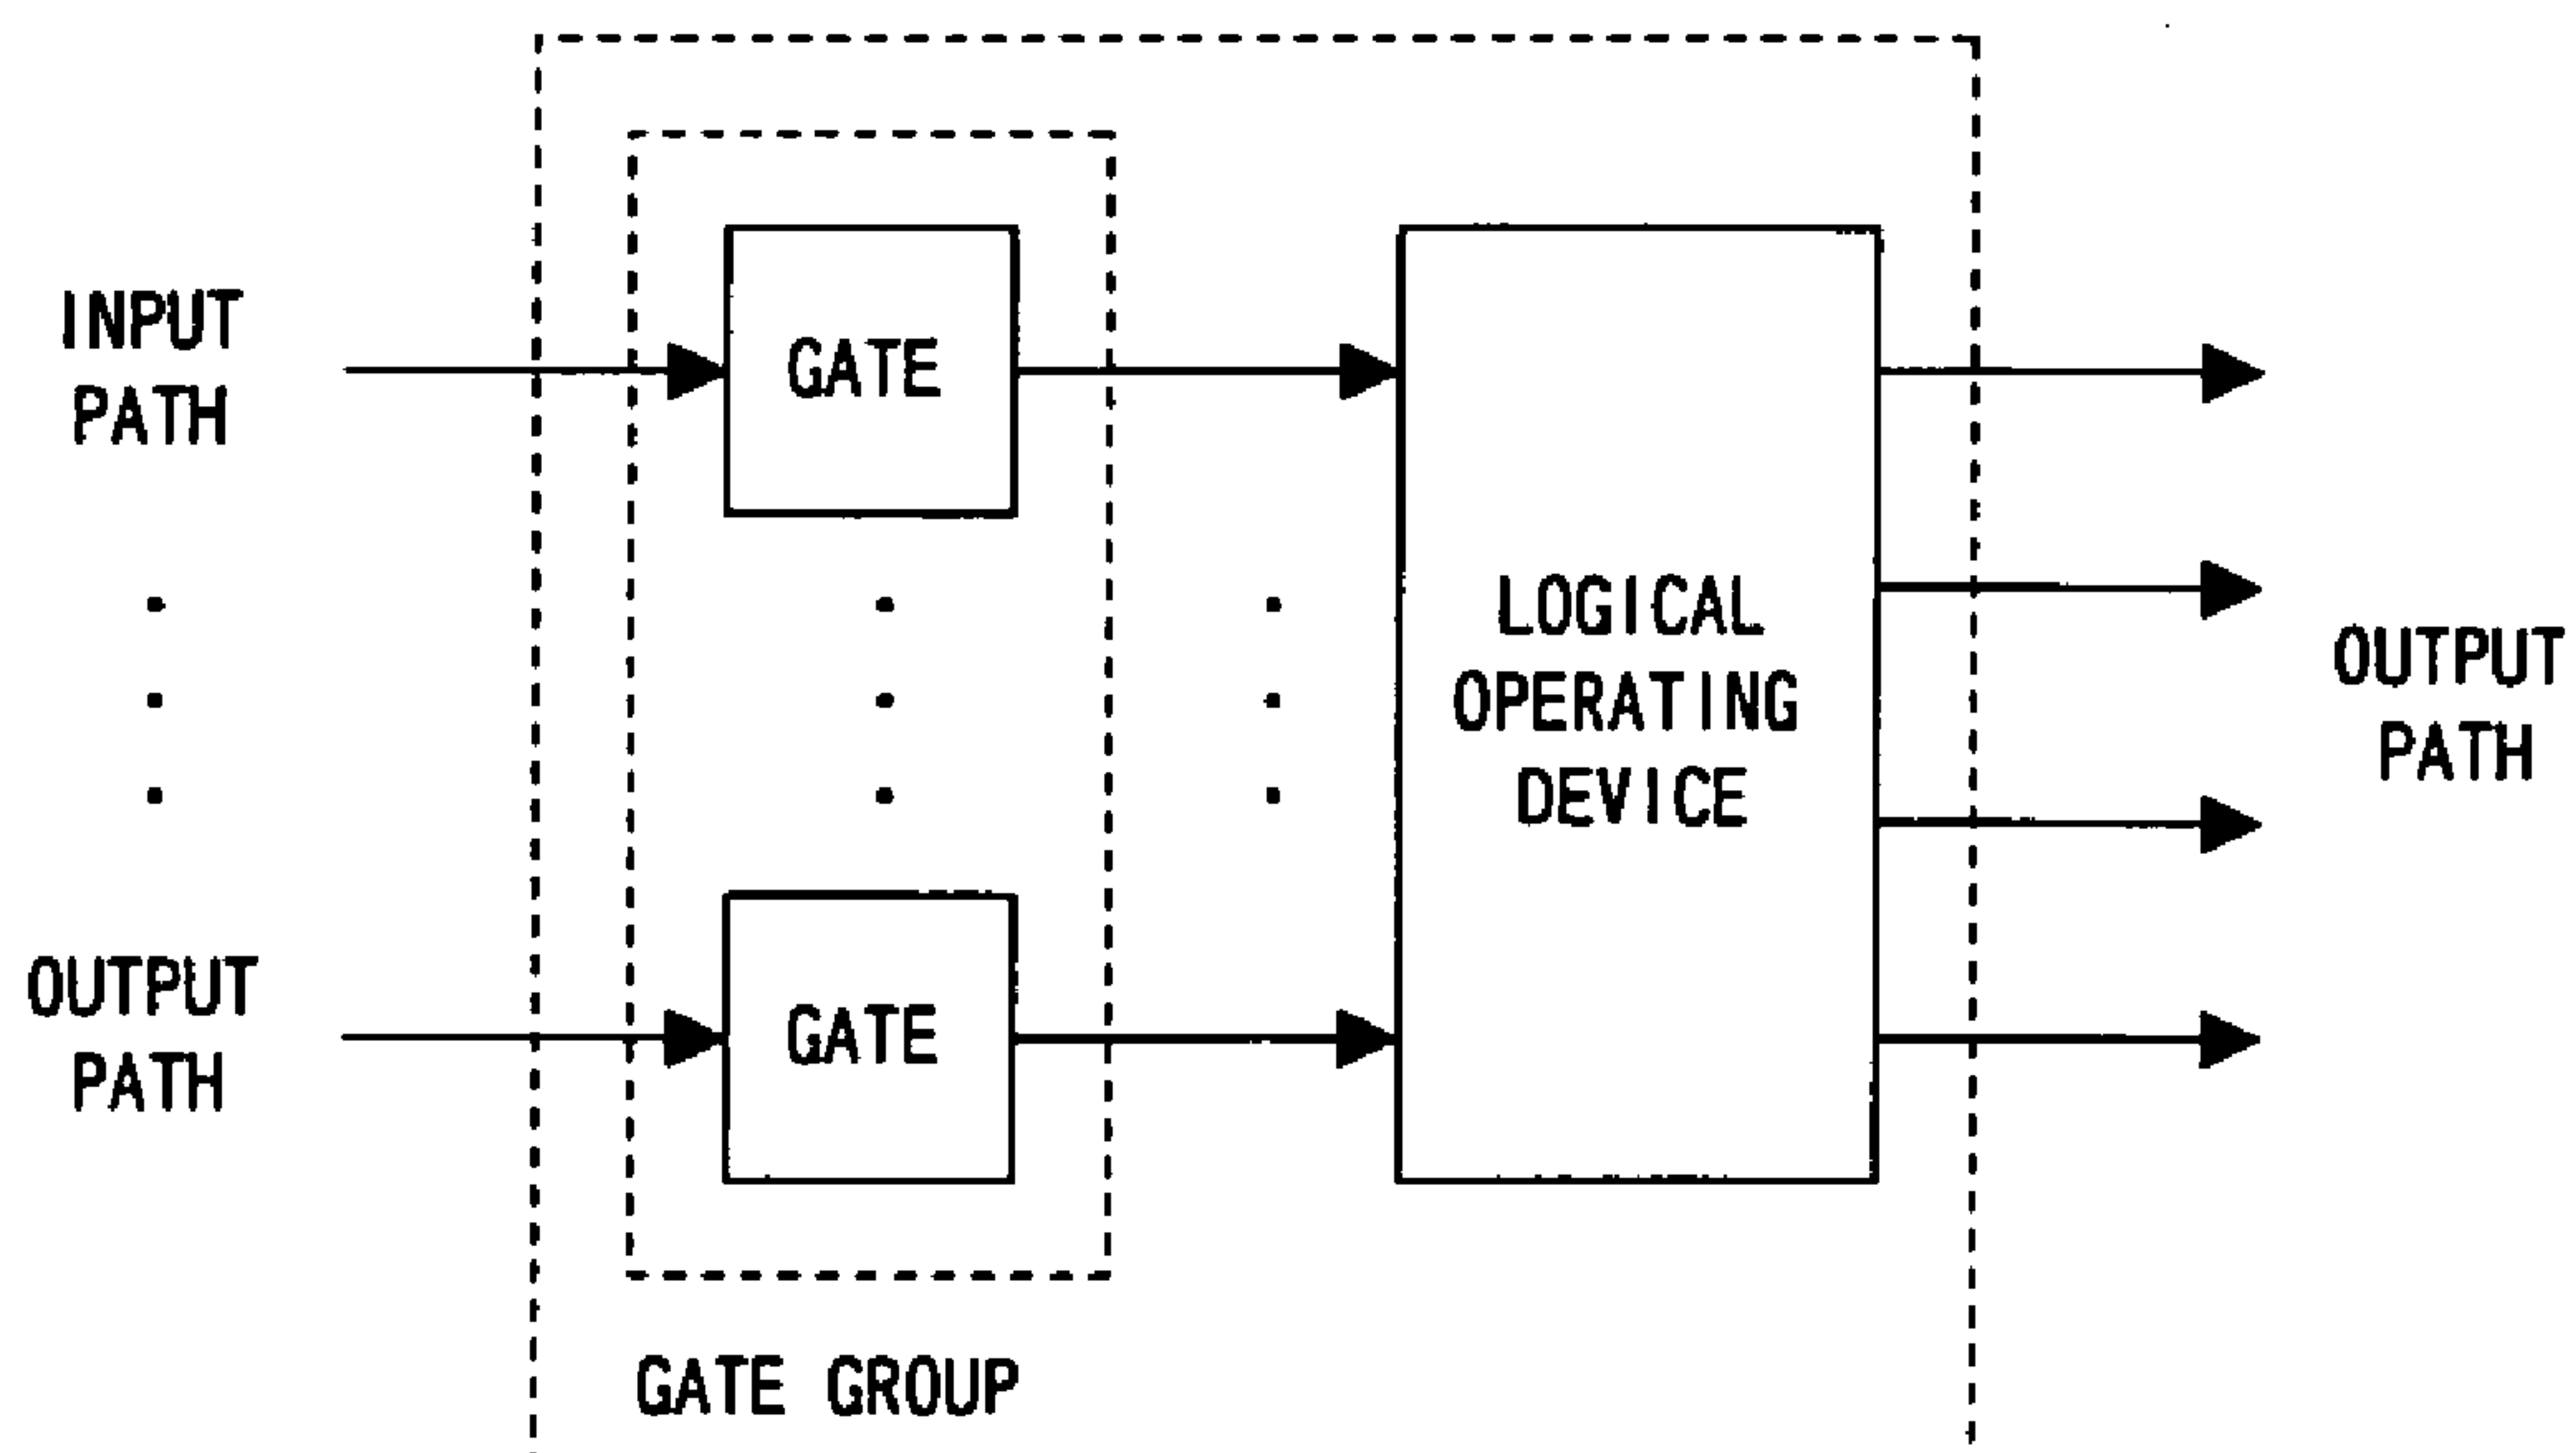 INPUT
PATH
GATE
LOGICAL
OPERATING
DEVICE
OUTPUT
PATH
OUTPUT
PATH
GATE
GATE GROUP